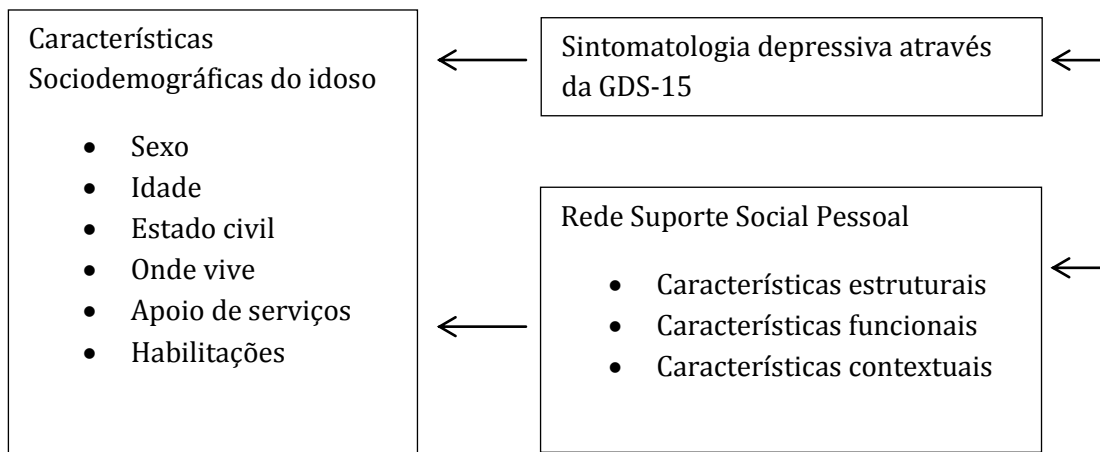 Características
Sociodemográficas do idoso
• Sexo
• Idade
• Estado civil
• Onde vive
• Apoio de serviços
• Habilitações
Sintomatologia depressiva através
da GDS-15
Rede Suporte Social Pessoal
• Características estruturais
• Características funcionais
• Características contextuais